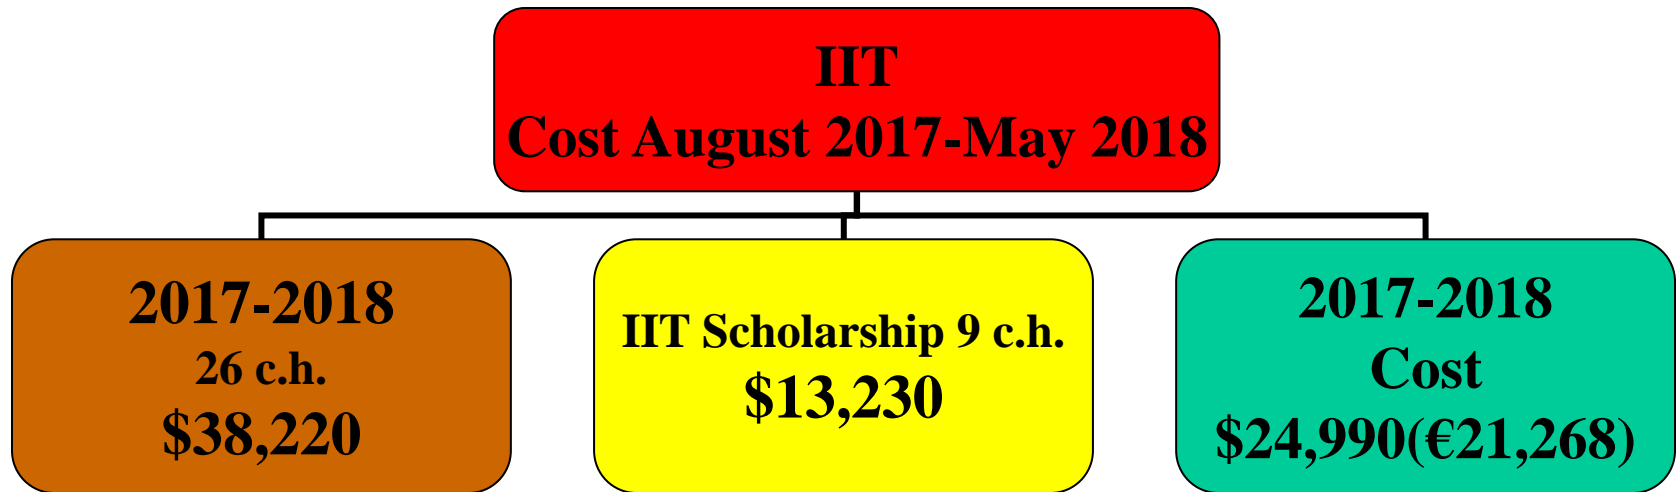 IIT
Cost August 2017-May 2018
2017-2018
26 c.h.
$38,220
IIT Scholarship 9 c.h.
$13,230
2017-2018
Cost
$24,990(€21,268)